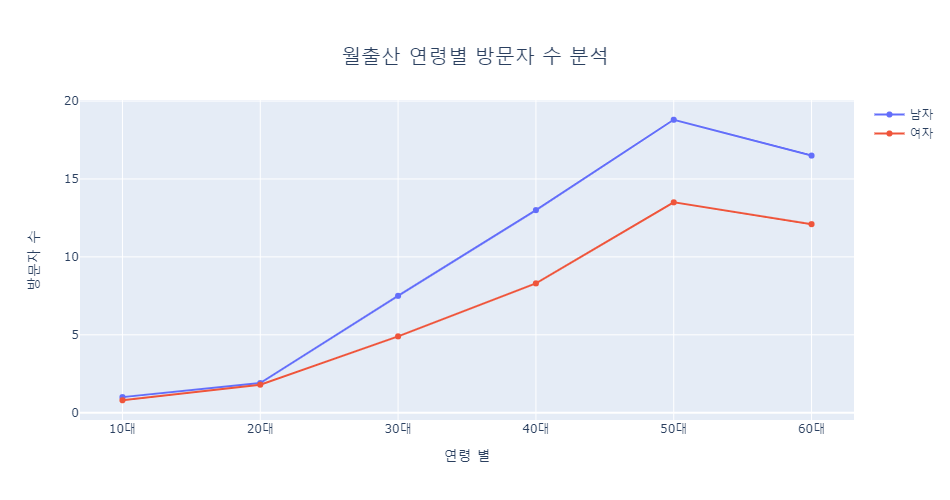 월출산 연령별 방문자 수 분석
남자
여자
방문자 수
20
15
10
5
0
10대
20대
30대
40대
50대
60대
연령 별